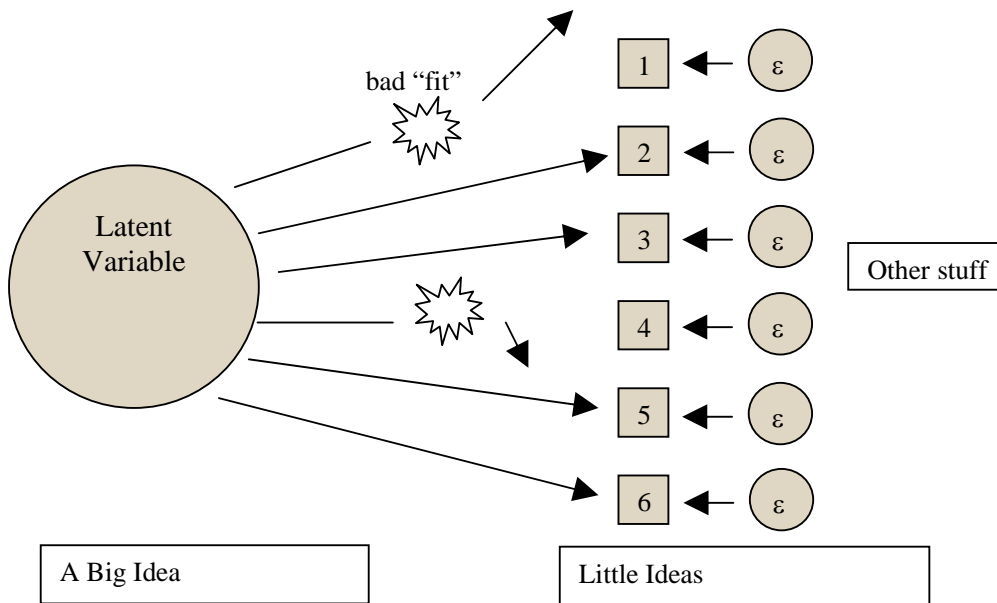 bad “fit”
1
ε
2
ε
Latent
Variable
3
ε
Other stuff
4
ε
5
ε
6
ε
A Big Idea
Little Ideas